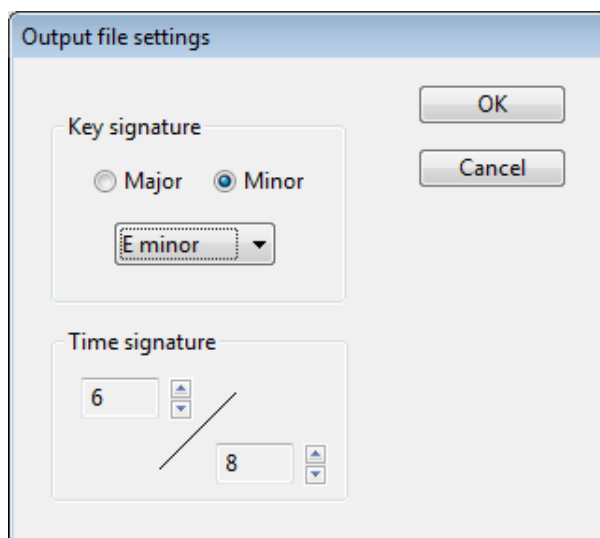 Output file settings
OK
Key signature
Major Minor
Cancel
E minor
Time signature
6
8